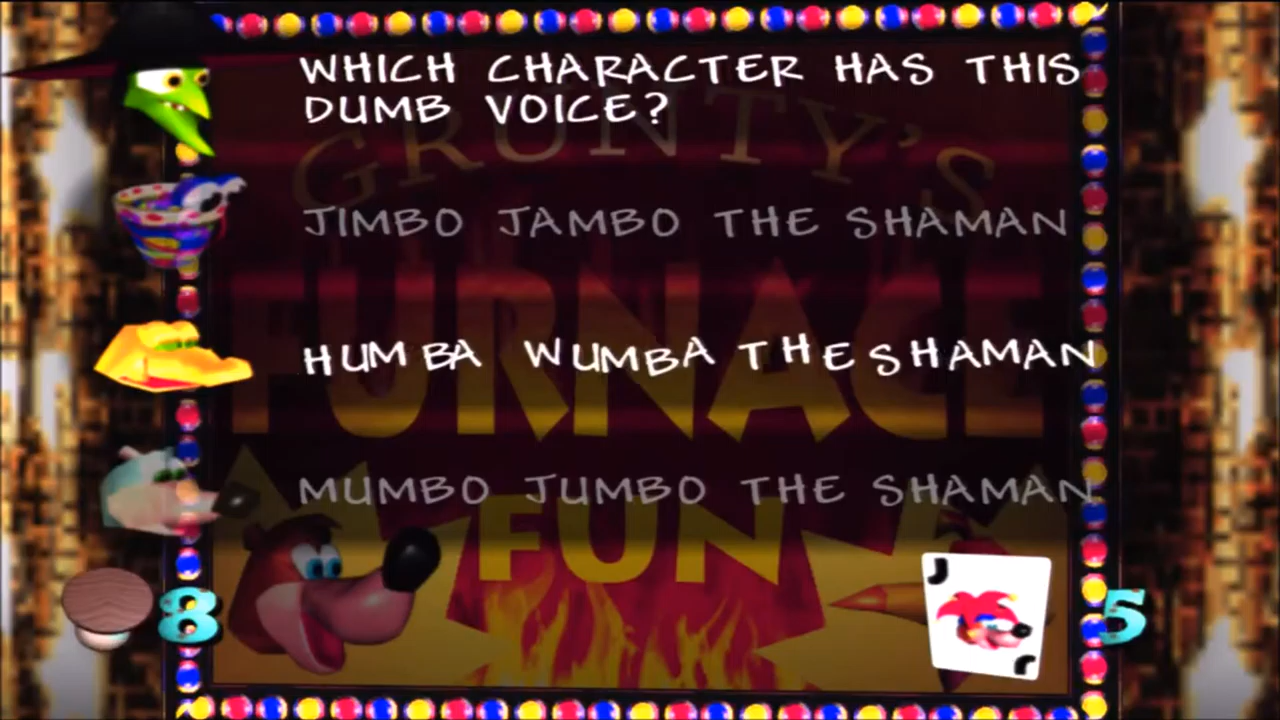 WHICH CHARACTER HAS THIS
DUMB VOICE?
GRUNTY'S
JIMBO JAMBO THE SHAMAN
FURNACE
HUMBA WUMBA THE SHAMAN
MUMBO JUMBO THE SHAMAN
FUN
8
J
J
5